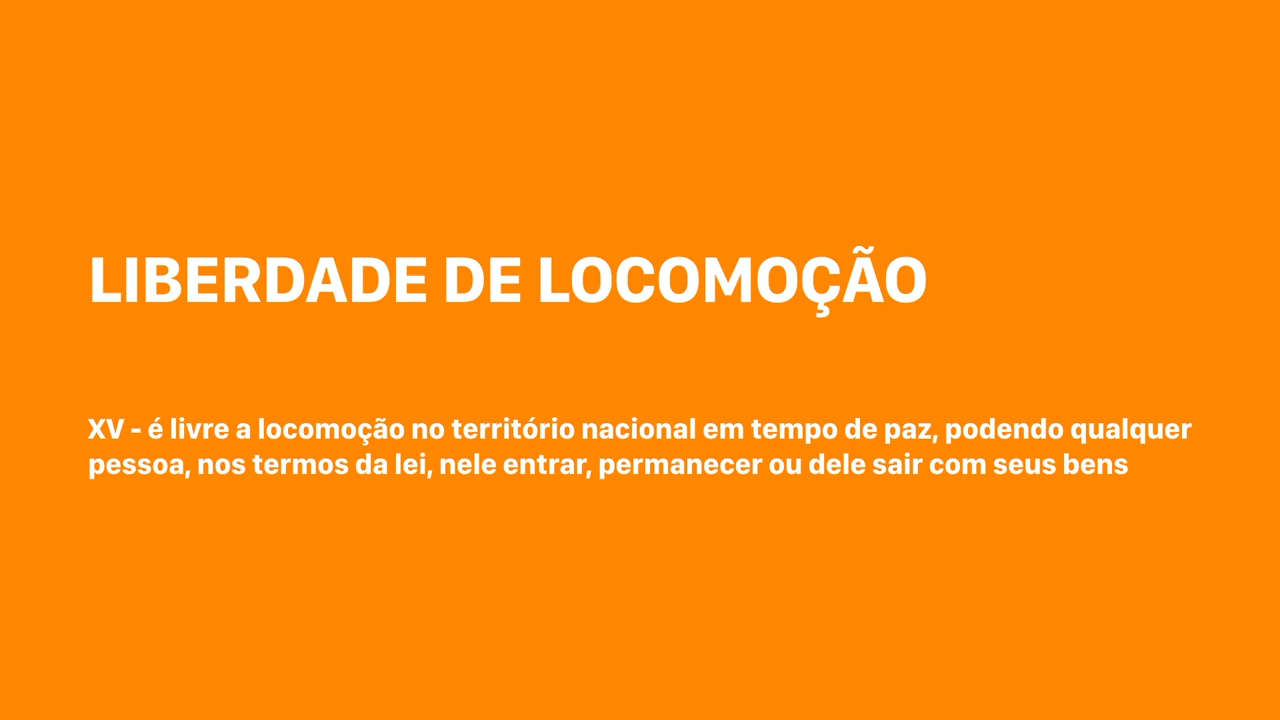 LIBERDADE DE LOCOMOÇÃO
XV - é livre a locomoção no território nacional em tempo de paz, podendo qualquer
pessoa, nos termos da lei, nele entrar, permanecer ou dele sair com seus bens